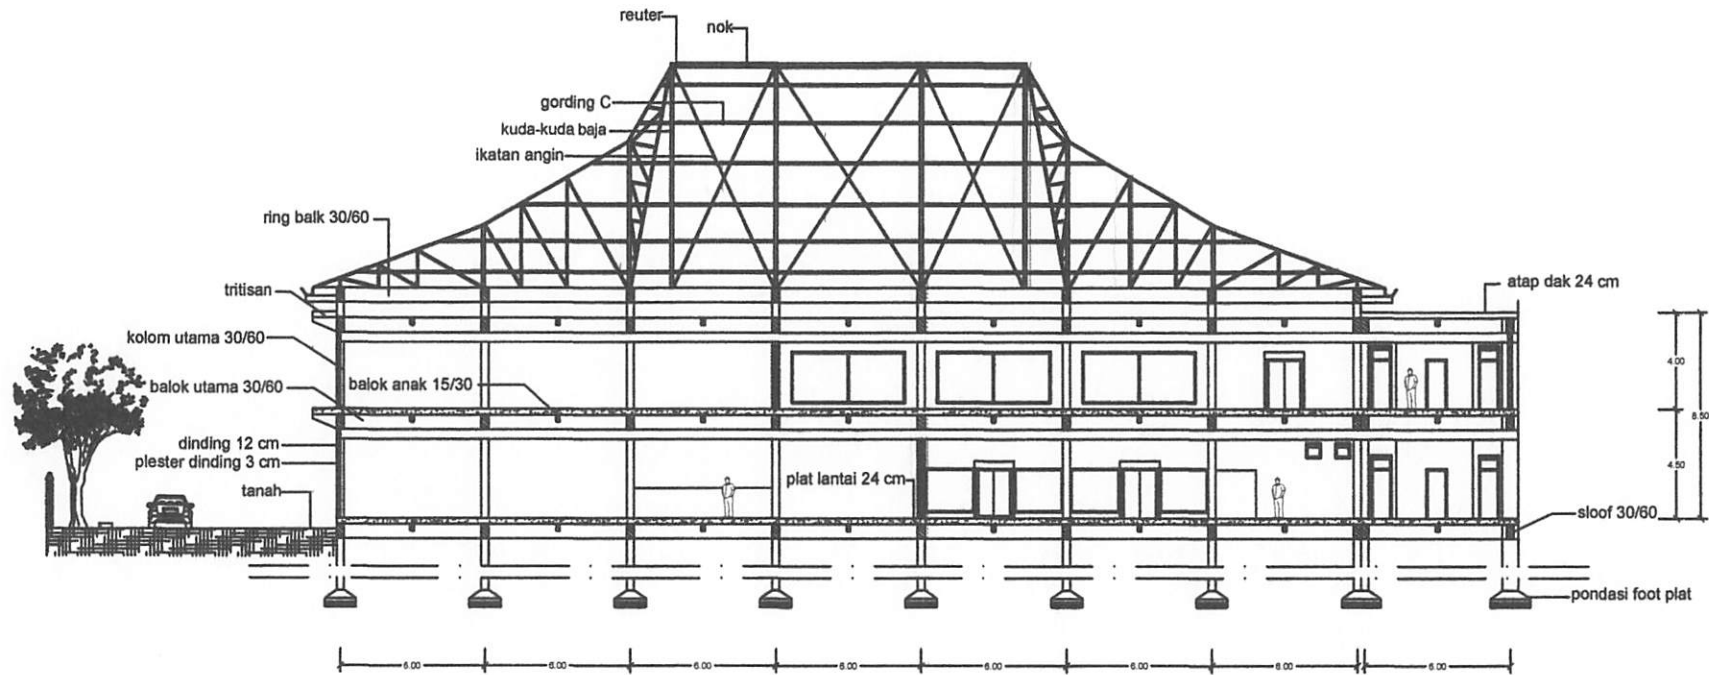 reuter
nok
gording C
kuda-kuda baja
ikatan angin
ring balk 30/60
tritisan
atap dak 24 cm
kolom utama 30/60
balok utama 30/60
balok anak 15/30
4.00
8.50
dinding 12 cm
plester dinding 3 cm
tanah
plat lantai 24 cm
4.50
sloof 30/60
pondasi foot plat
6.00
6.00
6.00
6.00
6.00
6.00
6.00
6.00